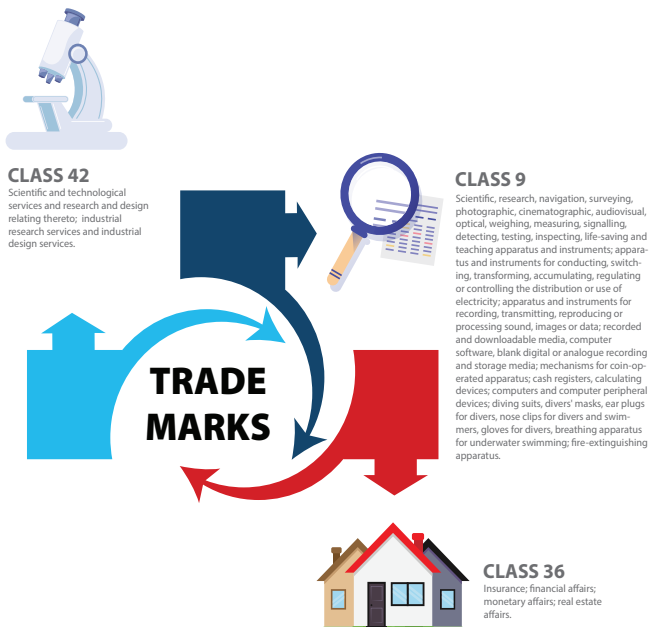 CLASS 42
Scientific and technological
services and research and design
relating thereto; industrial
research services and industrial
design services.
CLASS 9
Scientific, research, navigation, surveying,
photographic, cinematographic, audiovisual,
optical, weighing, measuring, signalling,
detecting, testing, inspecting, life-saving and
teaching apparatus and instruments; appara-
tus and instruments for conducting, switch-
ing, transforming, accumulating, regulating
or controlling the distribution or use of
electricity; apparatus and instruments for
recording, transmitting, reproducing or
processing sound, images or data; recorded
and downloadable media, computer
software, blank digital or analogue recording
and storage media; mechanisms for coin-op-
erated apparatus; cash registers, calculating
devices; computers and computer peripheral
devices; diving suits, divers' masks, ear plugs
for divers, nose clips for divers and swim-
mers, gloves for divers, breathing apparatus
for underwater swimming; fire-extinguishing
apparatus.
TRADE
MARKS
CLASS 36
Insurance; financial affairs;
monetary affairs; real estate
affairs.